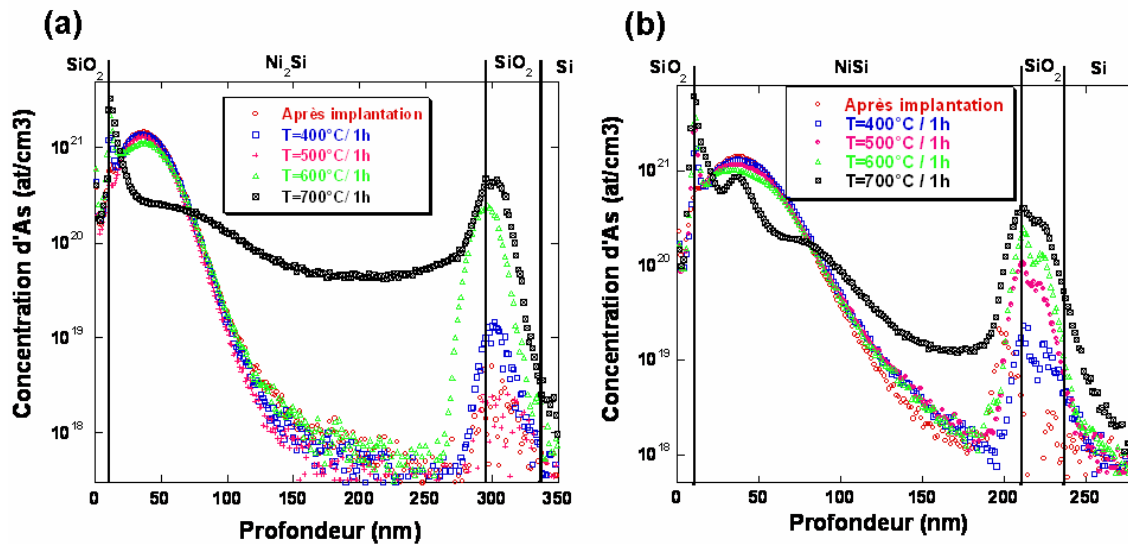 (a)
SiO2
Ni2Si
SiO2
Si
Après implantation
T=400°C/ 1h
T=500°C/ 1h
T=600°C/ 1h
T=700°C/ 1h
Concentration d'As (at/cm3)
10^21
10^20
10^19
10^18
0 50 100 150 200 250 300 350
Profondeur (nm)
(b)
SiO2
NiSi
SiO2
Si
Après implantation
T=400°C / 1h
T=500°C / 1h
T=600°C / 1h
T=700°C / 1h
Concentration d'As (at/cm3)
10^21
10^20
10^19
10^18
0 50 100 150 200 250
Profondeur (nm)